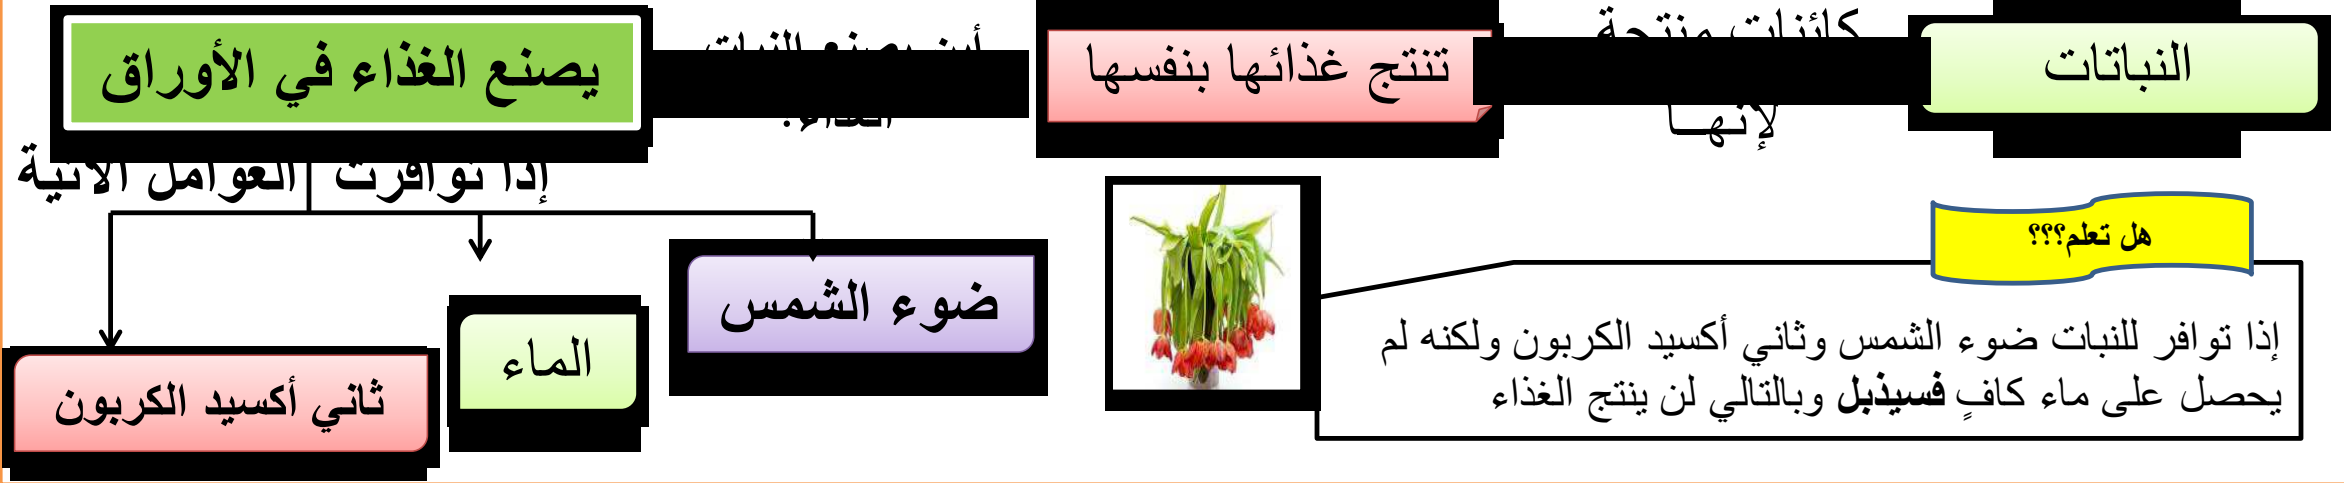 النباتات
كائنات منتجة
لإنهـا
تنتج غذائها بنفسها
أين يصنع النبات
الغذاء؟
يصنع الغذاء في الأوراق
إذا توافرت العوامل الآتية
ضوء الشمس
الماء
ثاني أكسيد الكربون
هل تعلم؟؟؟
إذا توافر للنبات ضوء الشمس وثاني أكسيد الكربون ولكنه لم
يحصل على ماء كافٍ فسيذبل وبالتالي لن ينتج الغذاء